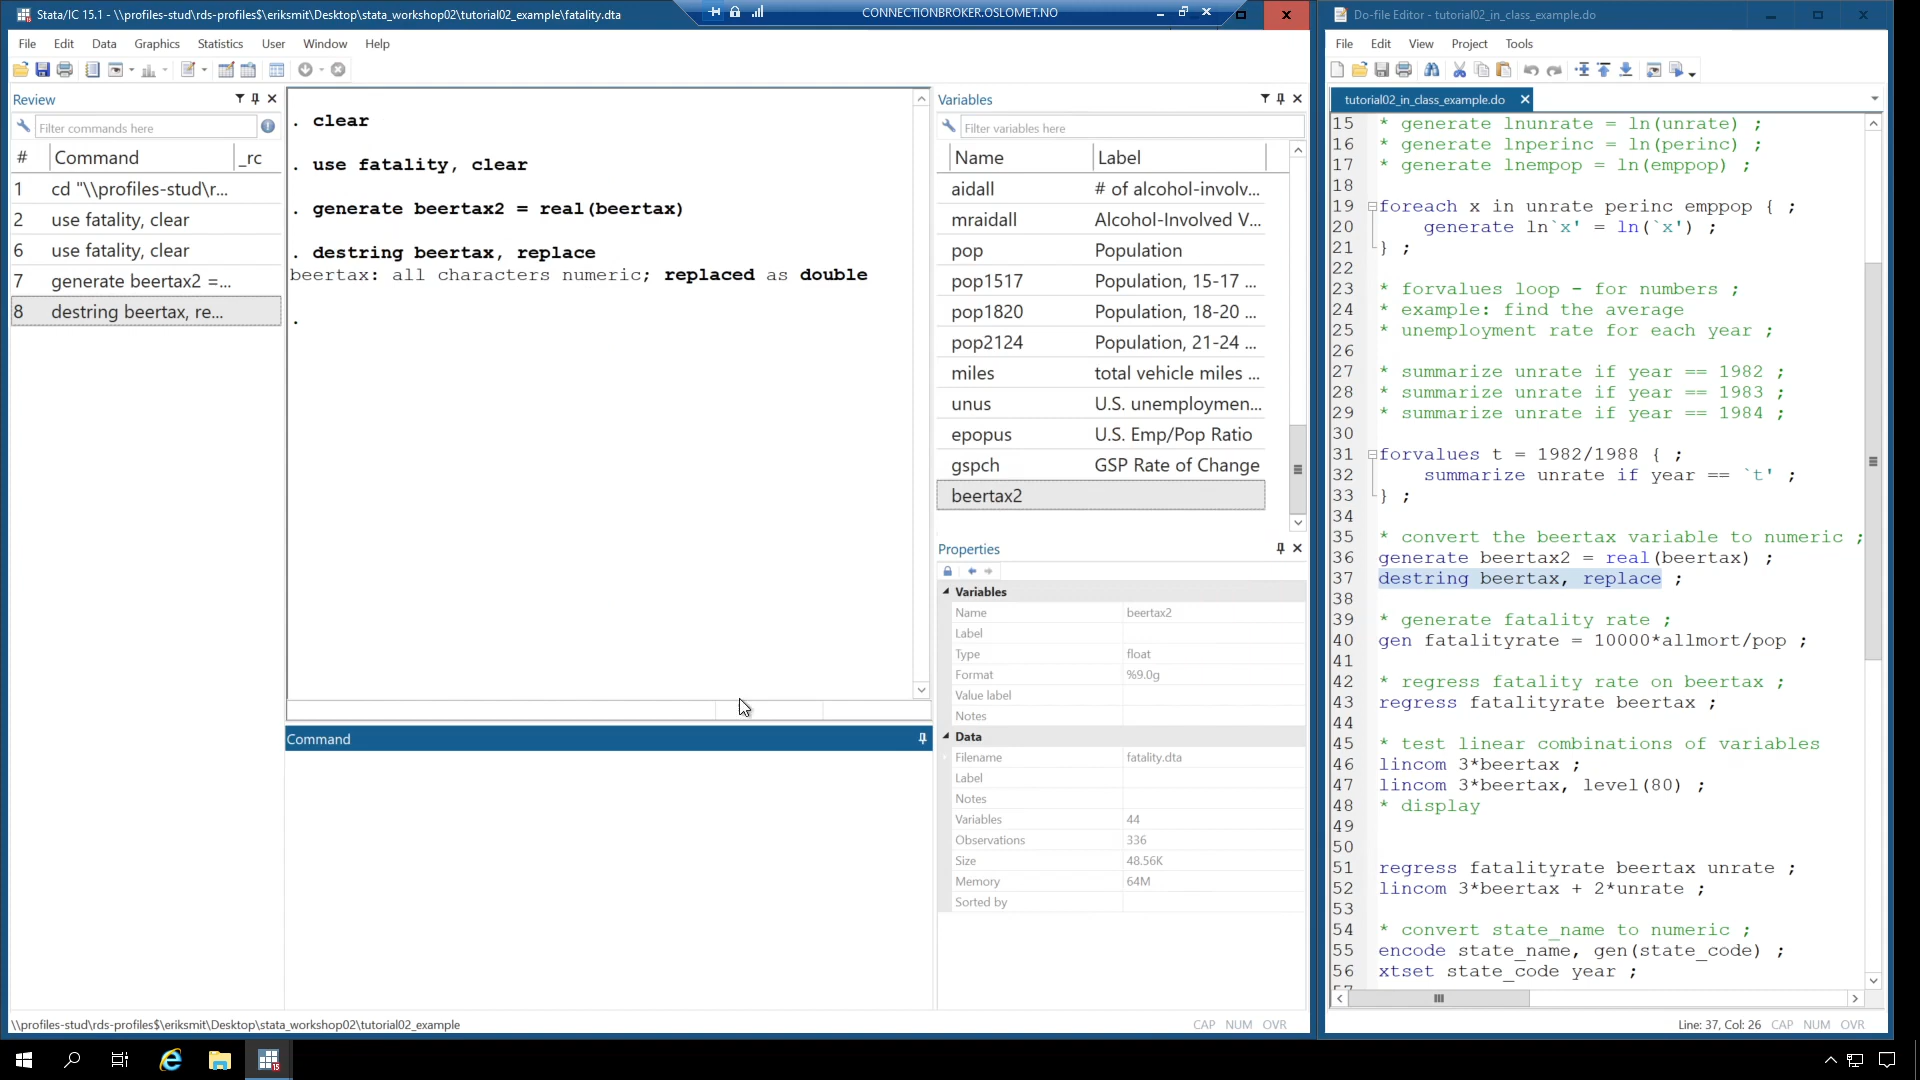 Stata/IC 15.1 - \\profiles-stud\rds-profiles$\eriksmit\Desktop\stata_workshop02\tutorial02_example\fatality.dta
CONNECTIONBROKER.OSLOMET.NO
File Edit Data Graphics Statistics User Window Help
Review
Filter commands here
# Command _rc
1 cd "\\profiles-stud\r...
2 use fatality, clear
6 use fatality, clear
7 generate beertax2 =...
8 destring beertax, re...
. clear
. use fatality, clear
. generate beertax2 = real(beertax)
. destring beertax, replace
beertax: all characters numeric; replaced as double
.
Command
Variables
Filter variables here
Name Label
aidall # of alcohol-involv...
mraidall Alcohol-Involved V...
pop Population
pop1517 Population, 15-17 ...
pop1820 Population, 18-20 ...
pop2124 Population, 21-24 ...
miles total vehicle miles ...
unus U.S. unemploymen...
epopus U.S. Emp/Pop Ratio
gspch GSP Rate of Change
beertax2
Properties
Variables
Name beertax2
Label
Type float
Format %9.0g
Value label
Notes
Data
Filename fatality.dta
Label
Notes
Variables 44
Observations 336
Size 48.56K
Memory 64M
Sorted by
\\profiles-stud\rds-profiles$\eriksmit\Desktop\stata_workshop02\tutorial02_example
CAP NUM OVR
Do-file Editor - tutorial02_in_class_example.do
File Edit View Project Tools
tutorial02_in_class_example.do
15 * generate lnunrate = ln(unrate) ;
16 * generate lnperinc = ln(perinc) ;
17 * generate lnempop = ln(emppop) ;
18
19 foreach x in unrate perinc emppop { ;
20 generate ln`x' = ln(`x') ;
21 } ;
22
23 * forvalues loop - for numbers ;
24 * example: find the average
25 * unemployment rate for each year ;
26
27 * summarize unrate if year == 1982 ;
28 * summarize unrate if year == 1983 ;
29 * summarize unrate if year == 1984 ;
30
31 forvalues t = 1982/1988 { ;
32 summarize unrate if year == `t' ;
33 } ;
34
35 * convert the beertax variable to numeric ;
36 generate beertax2 = real(beertax) ;
37 destring beertax, replace ;
38
39 * generate fatality rate ;
40 gen fatalityrate = 10000*allmort/pop ;
41
42 * regress fatality rate on beertax ;
43 regress fatalityrate beertax ;
44
45 * test linear combinations of variables
46 lincom 3*beertax ;
47 lincom 3*beertax, level(80) ;
48 * display
49
50
51 regress fatalityrate beertax unrate ;
52 lincom 3*beertax + 2*unrate ;
53
54 * convert state_name to numeric ;
55 encode state_name, gen(state_code) ;
56 xtset state_code year ;
Line: 37, Col: 26 CAP NUM OVR
15